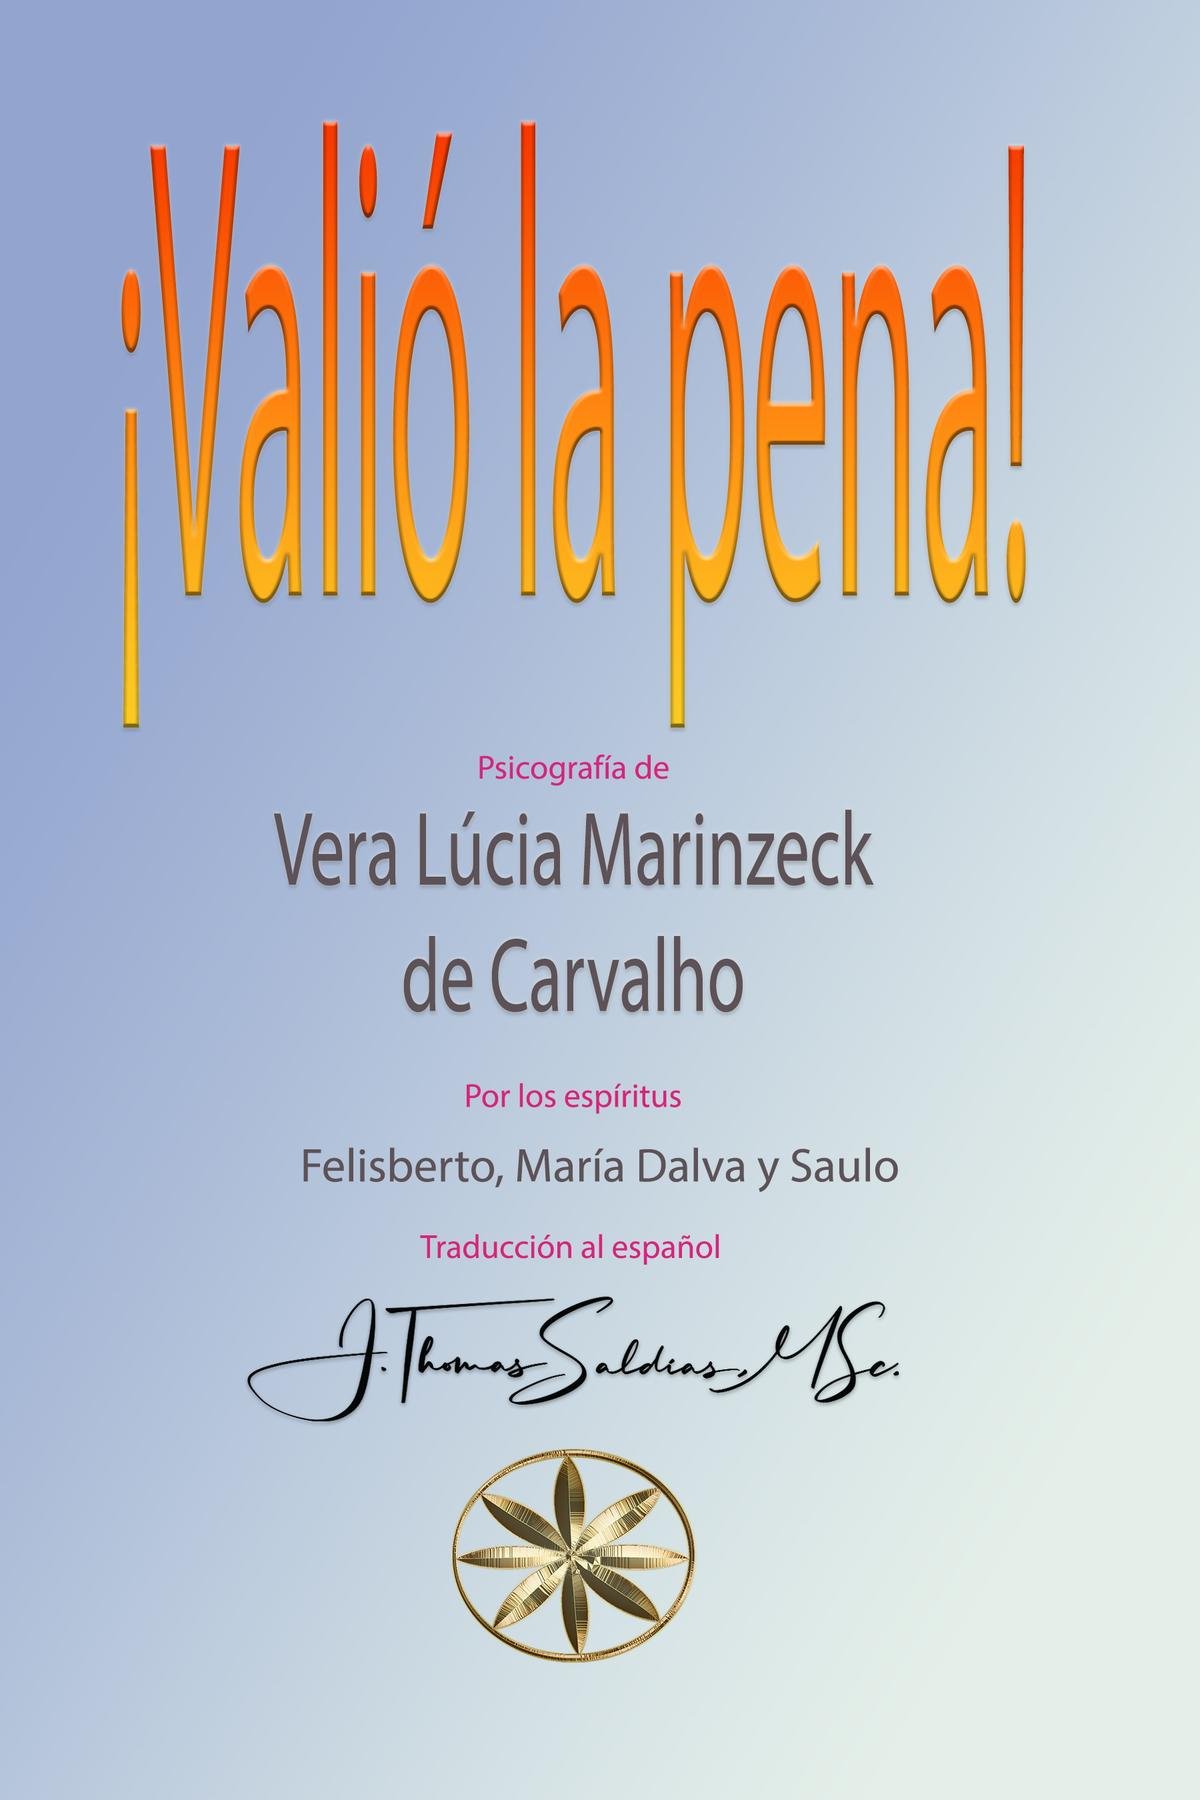 ¡Valió la pena!
Psicografía de
Vera Lúcia Marinzeck
de Carvalho
Por los espíritus
Felisberto, María Dalva y Saulo
Traducción al español
J. Thomas Saldias, MSc.